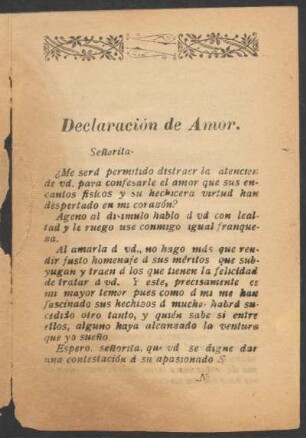 Declaración de Amor.
Señorita-
¿Me será permitido distraer la atencion
de vd. para confesarle el amor que sus en-
cantos físicos y su hechicera virtud han
despertado en mi corazón?
Ageno al disimulo hablo á vd con leal-
tad y le ruego use conmigo igual franque-
sa.
Al amarla á vd., no hago más que ren-
dir justo homenaje á sus méritos que sub-
yugan y traen á los que tienen la felicidad
de tratar á vd. Y este, precisamente es
mi mayor temor pues como á mi me han
fascinado sus hechisos á mucho habrá su-
cedido otro tanto, y quién sabe si entre
ellos, alguno haya alcanzado la ventura
que yo sueño.
Espero, señorita, que vd se digne dar
una contestación á su apasionado S
N